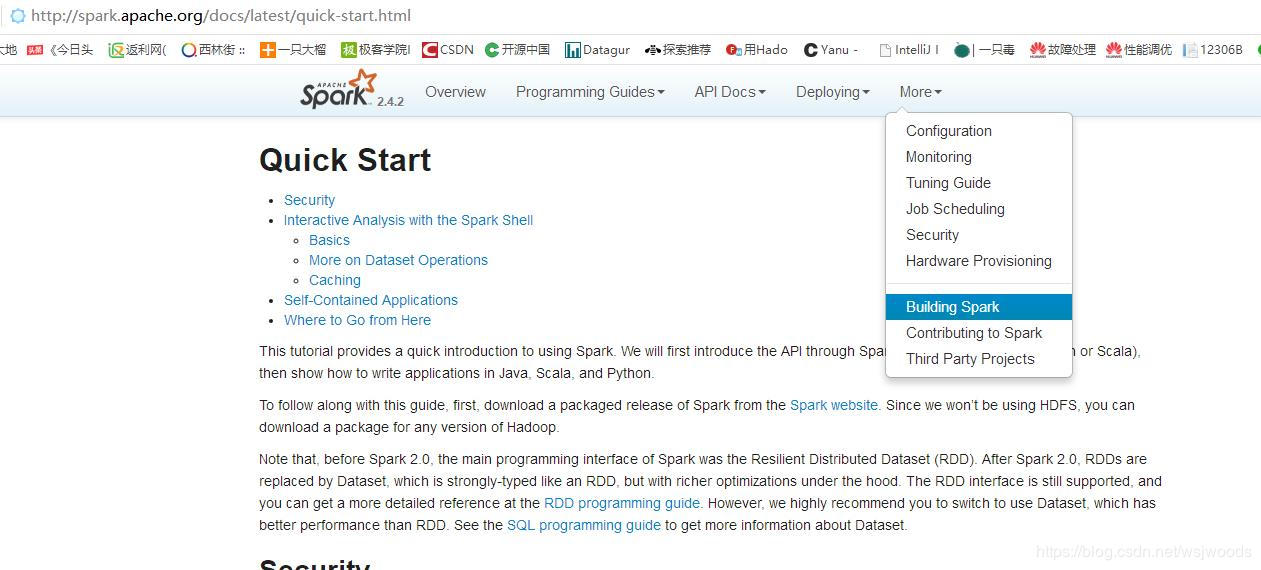 http://spark.apache.org/docs/latest/quick-start.html
大地 头条 《今日头 返利网( 西林街 :: 一只大榴 极客学院I CSDN 开源中国 Datagur 探索推荐 用Hado Yanu - IntelliJ I | 一只毒 故障处理 性能调优 12306B
APACHE Spark 2.4.2 Overview Programming Guides API Docs Deploying More
Configuration
Monitoring
Tuning Guide
Job Scheduling
Security
Hardware Provisioning
Building Spark
Contributing to Spark
Third Party Projects
Quick Start
Security
Interactive Analysis with the Spark Shell
Basics
More on Dataset Operations
Caching
Self-Contained Applications
Where to Go from Here
This tutorial provides a quick introduction to using Spark. We will first introduce the API through Spar n or Scala),
then show how to write applications in Java, Scala, and Python.
To follow along with this guide, first, download a packaged release of Spark from the Spark website. Since we won’t be using HDFS, you can
download a package for any version of Hadoop.
Note that, before Spark 2.0, the main programming interface of Spark was the Resilient Distributed Dataset (RDD). After Spark 2.0, RDDs are
replaced by Dataset, which is strongly-typed like an RDD, but with richer optimizations under the hood. The RDD interface is still supported, and
you can get a more detailed reference at the RDD programming guide. However, we highly recommend you to switch to use Dataset, which has
better performance than RDD. See the SQL programming guide to get more information about Dataset.
Security
https://blog.csdn.net/wsjwoods